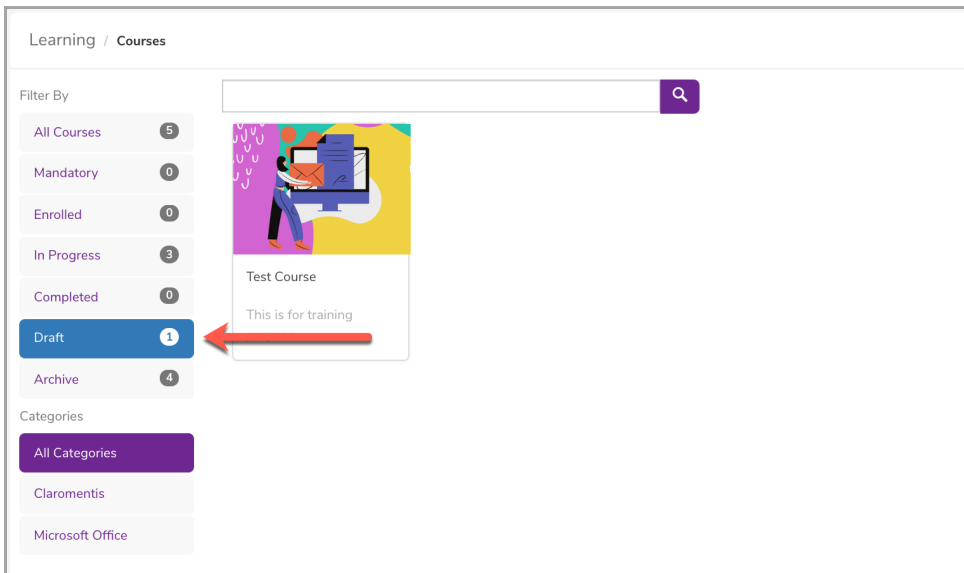 Learning / Courses
Filter By
All Courses 5
Mandatory 0
Enrolled 0
In Progress 3
Completed 0
Draft 1
Archive 4
Categories
All Categories
Claromentis
Microsoft Office
Test Course
This is for training